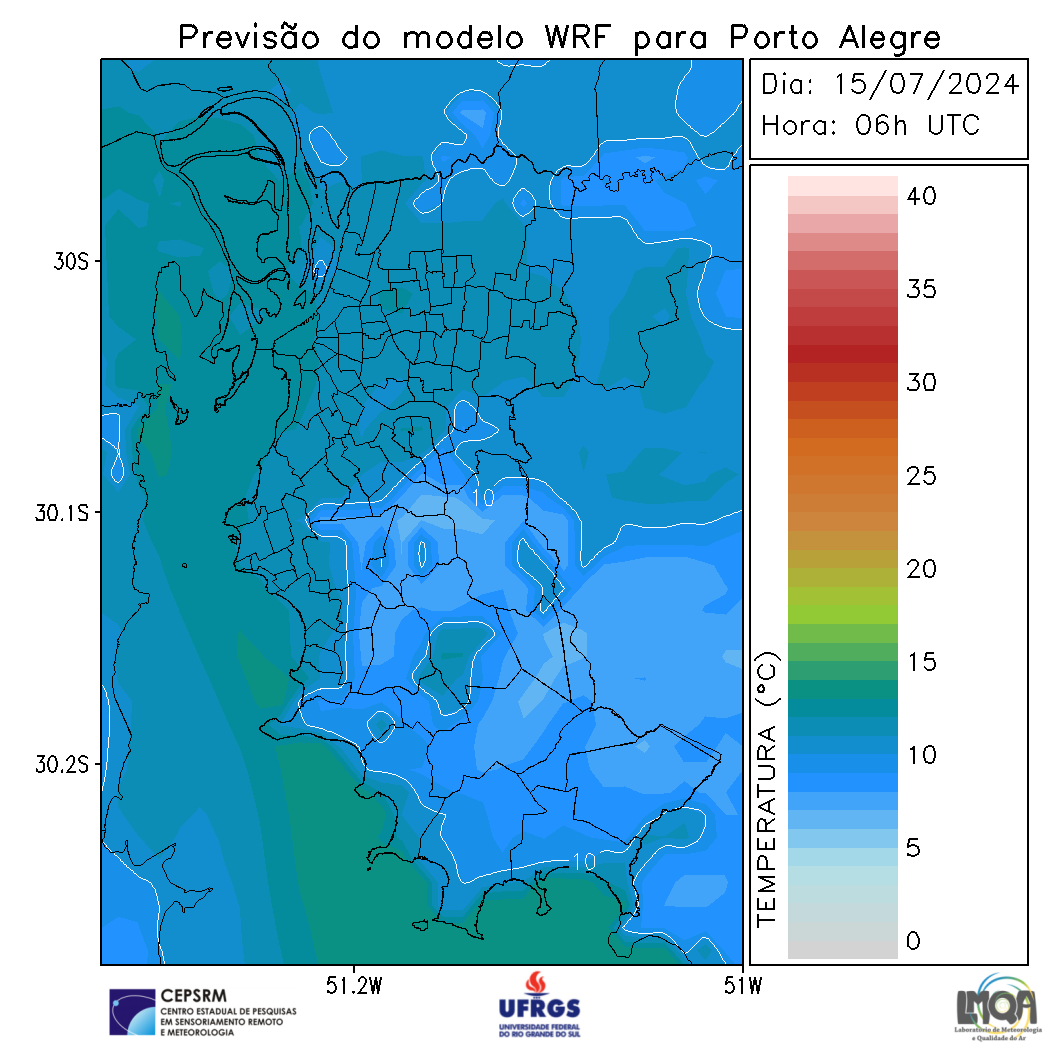 Previsão do modelo WRF para Porto Alegre
Dia: 15/07/2024
Hora: 06h UTC
40
35
30
25
20
15
10
5
0
TEMPERATURA (°C)
30S
30.1S
30.2S
10
10
51.2W
51W
CEPSRM
CENTRO ESTADUAL DE PESQUISAS
EM SENSORIAMENTO REMOTO
E METEOROLOGIA
UFRGS
UNIVERSIDADE FEDERAL
DO RIO GRANDE DO SUL
LMQA
Laboratório de Meteorologia
e Qualidade do Ar